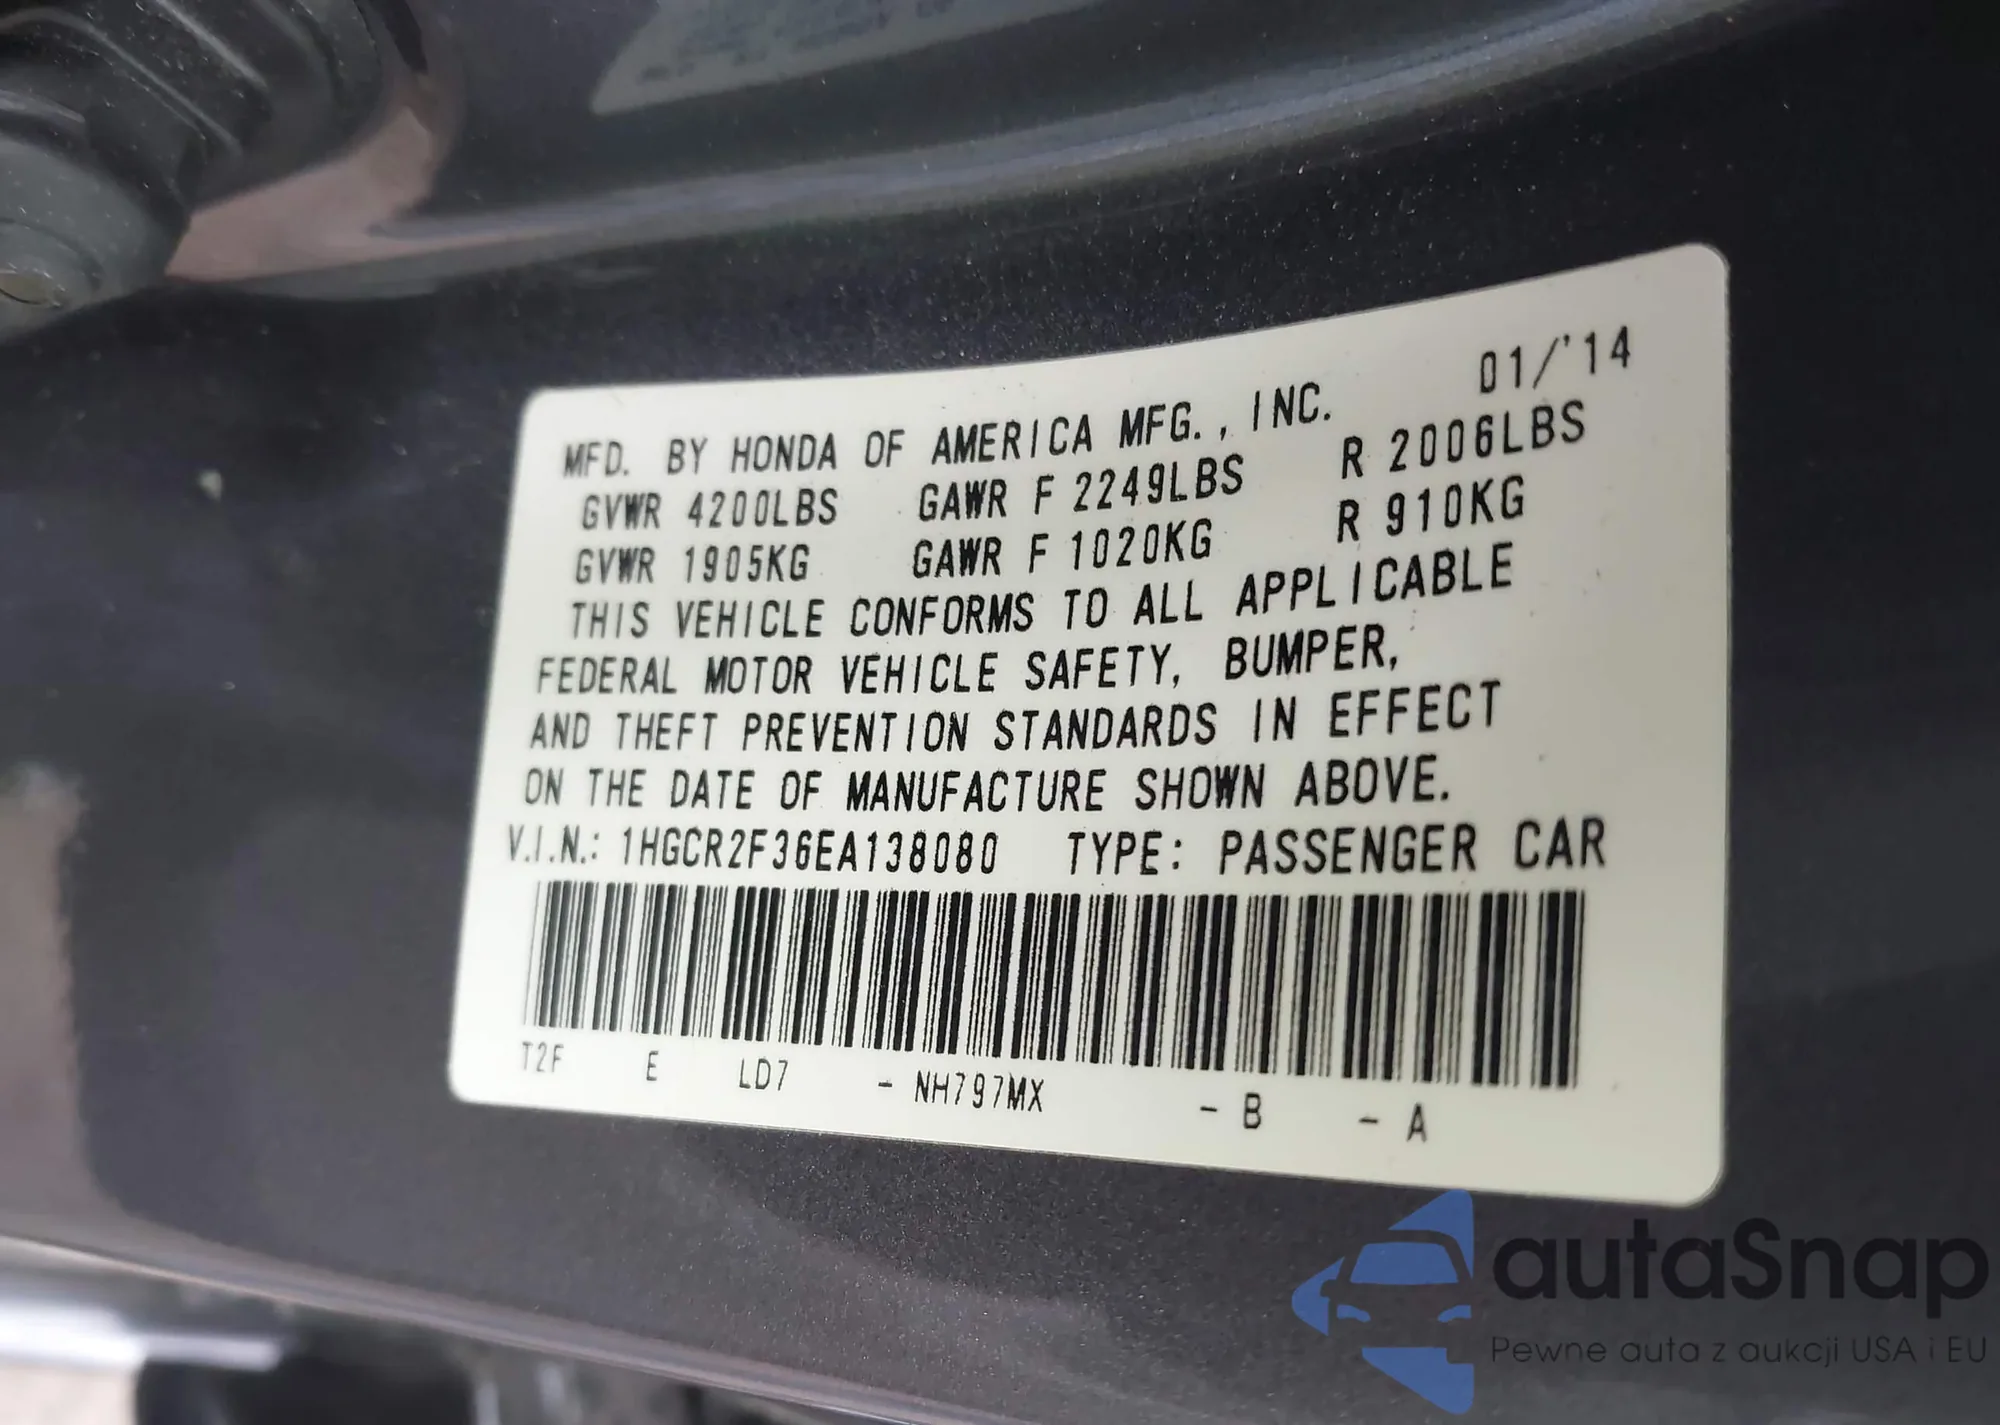 MFD. BY HONDA OF AMERICA MFG., INC. 01/'14
GVWR 4200LBS GAWR F 2249LBS R 2006LBS
GVWR 1905KG GAWR F 1020KG R 910KG
THIS VEHICLE CONFORMS TO ALL APPLICABLE
FEDERAL MOTOR VEHICLE SAFETY, BUMPER,
AND THEFT PREVENTION STANDARDS IN EFFECT
ON THE DATE OF MANUFACTURE SHOWN ABOVE.
V.I.N.: 1HGCR2F36EA138080 TYPE: PASSENGER CAR
T2F E LD7 - NH797MX - B - A
autaSnap
Pewne auta z aukcji USA i EU